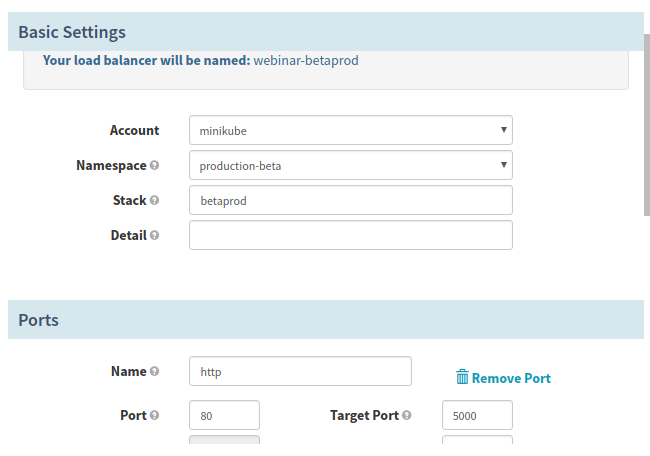 Basic Settings
Your load balancer will be named: webinar-betaprod
Account minikube
Namespace production-beta
Stack betaprod
Detail
Ports
Name http Remove Port
Port 80 Target Port 5000